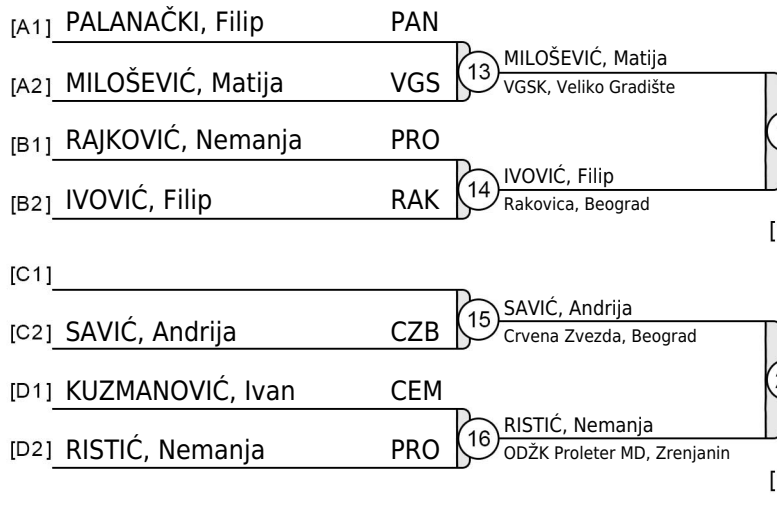 [A1] PALANAČKI, Filip PAN
[A2] MILOŠEVIĆ, Matija VGS
13 MILOŠEVIĆ, Matija
VGSK, Veliko Gradište
[B1] RAJKOVIĆ, Nemanja PRO
[B2] IVOVIĆ, Filip RAK
14 IVOVIĆ, Filip
Rakovica, Beograd
[
[C1]
[C2] SAVIĆ, Andrija CZB
15 SAVIĆ, Andrija
Crvena Zvezda, Beograd
[D1] KUZMANOVIĆ, Ivan CEM
[D2] RISTIĆ, Nemanja PRO
16 RISTIĆ, Nemanja
ODŽK Proleter MD, Zrenjanin
[